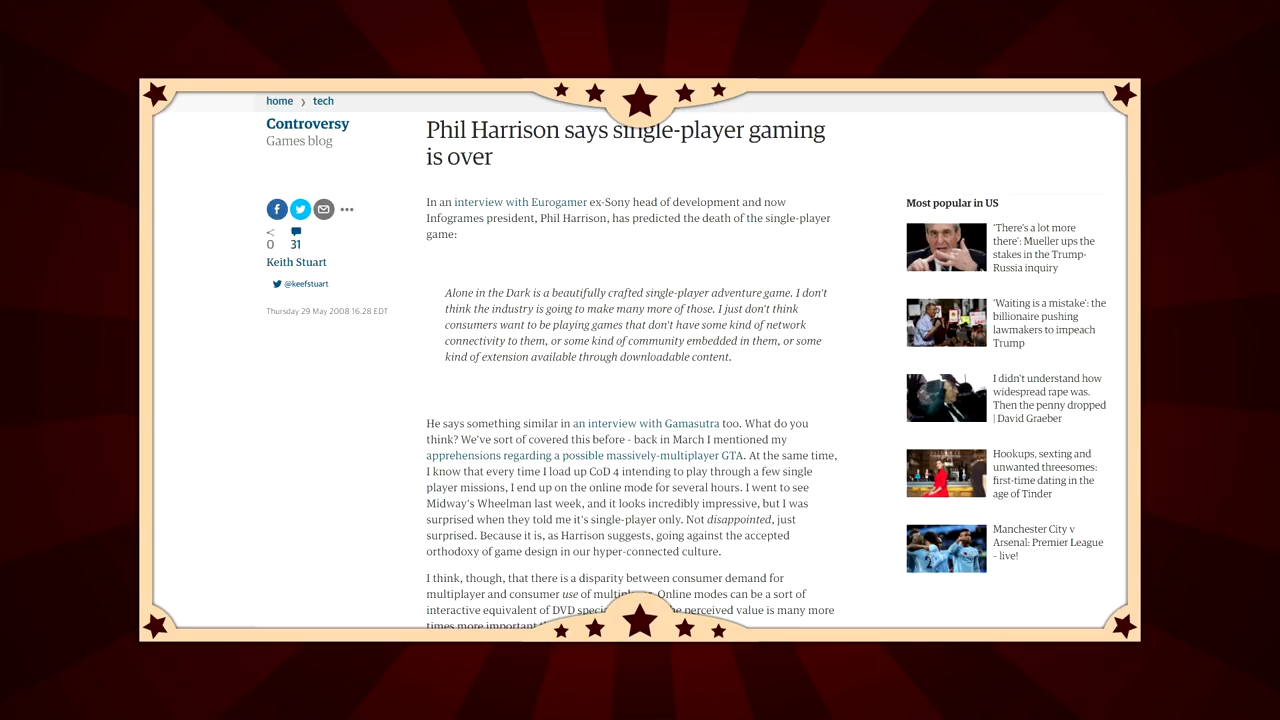 home › tech
Controversy
Games blog
Phil Harrison says single-player gaming
is over
0 31
Keith Stuart
@keefstuart
Thursday 29 May 2008 16.28 EDT
In an interview with Eurogamer ex-Sony head of development and now
Infogrames president, Phil Harrison, has predicted the death of the single-player
game:
Alone in the Dark is a beautifully crafted single-player adventure game. I don't
think the industry is going to make many more of those. I just don't think
consumers want to be playing games that don't have some kind of network
connectivity to them, or some kind of community embedded in them, or some
kind of extension available through downloadable content.
He says something similar in an interview with Gamasutra too. What do you
think? We've sort of covered this before - back in March I mentioned my
apprehensions regarding a possible massively-multiplayer GTA. At the same time,
I know that every time I load up CoD 4 intending to play through a few single
player missions, I end up on the online mode for several hours. I went to see
Midway's Wheelman last week, and it looks incredibly impressive, but I was
surprised when they told me it's single-player only. Not disappointed, just
surprised. Because it is, as Harrison suggests, going against the accepted
orthodoxy of game design in our hyper-connected culture.
I think, though, that there is a disparity between consumer demand for
multiplayer and consumer use of Online modes can be a sort of
interactive equivalent of DVD perceived value is many more
times more important
Most popular in US
'There's a lot more
there': Mueller ups the
stakes in the Trump-
Russia inquiry
'Waiting is a mistake': the
billionaire pushing
lawmakers to impeach
Trump
I didn't understand how
widespread rape was.
Then the penny dropped
| David Graeber
Hookups, sexting and
unwanted threesomes:
first-time dating in the
age of Tinder
Manchester City v
Arsenal: Premier League
- live!